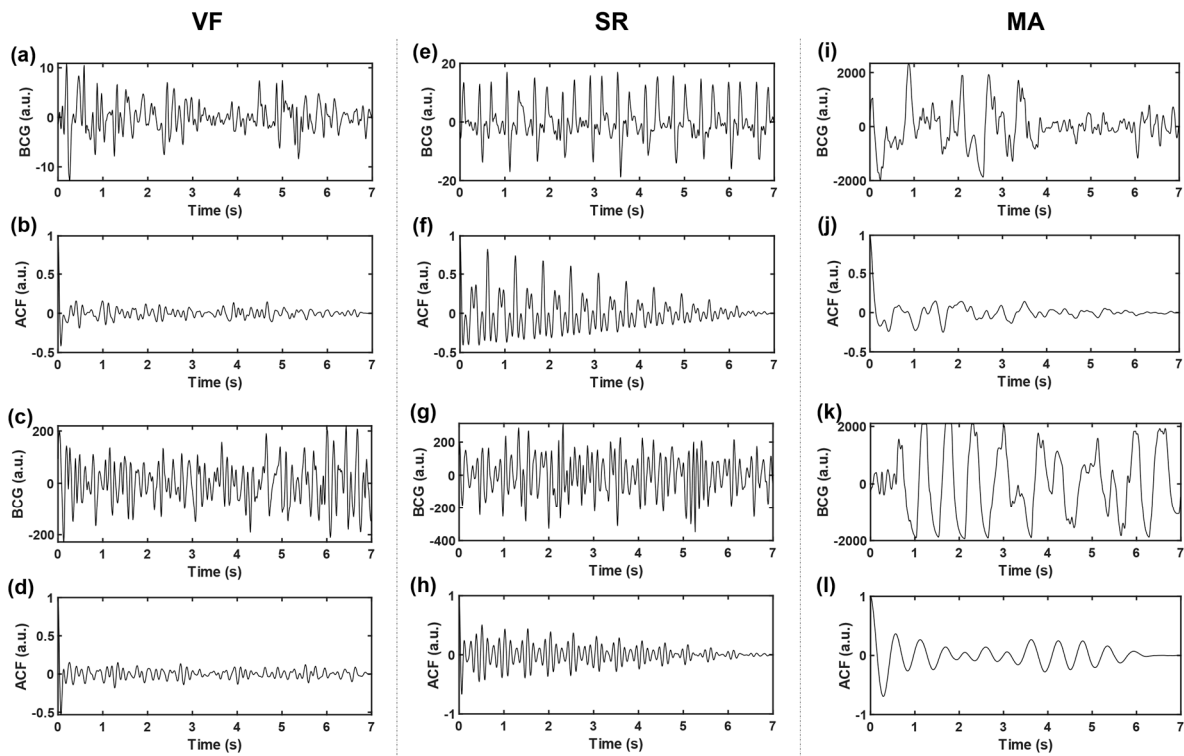 VF
SR
MA
(a)
10
0
-10
BCG (a.u.)
0 1 2 3 4 5 6 7
Time (s)
(e)
20
0
-20
BCG (a.u.)
0 1 2 3 4 5 6 7
Time (s)
(i)
2000
0
-2000
BCG (a.u.)
0 1 2 3 4 5 6 7
Time (s)
(b)
1
0.5
0
-0.5
ACF (a.u.)
0 1 2 3 4 5 6 7
Time (s)
(f)
1
0.5
0
-0.5
ACF (a.u.)
0 1 2 3 4 5 6 7
Time (s)
(j)
1
0.5
0
-0.5
ACF (a.u.)
0 1 2 3 4 5 6 7
Time (s)
(c)
200
0
-200
BCG (a.u.)
0 1 2 3 4 5 6 7
Time (s)
(g)
200
0
-200
-400
BCG (a.u.)
0 1 2 3 4 5 6 7
Time (s)
(k)
2000
0
-2000
BCG (a.u.)
0 1 2 3 4 5 6 7
Time (s)
(d)
1
0.5
0
-0.5
ACF (a.u.)
0 1 2 3 4 5 6 7
Time (s)
(h)
1
0
-1
ACF (a.u.)
0 1 2 3 4 5 6 7
Time (s)
(l)
1
0
-1
ACF (a.u.)
0 1 2 3 4 5 6 7
Time (s)